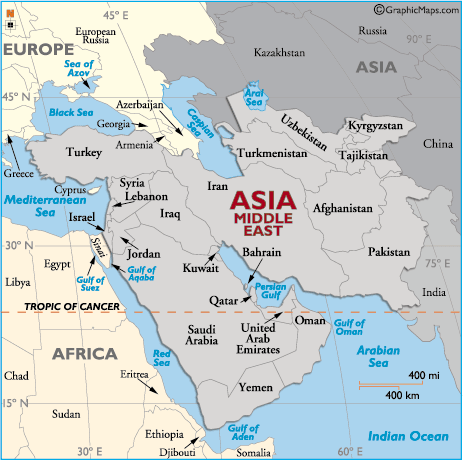 ©GraphicMaps.com
N
45° E
European
Russia
Russia
90° E
EUROPE
Sea of
Azov
Kazakhstan
ASIA
45° N
Aral
Sea
Azerbaijan
Black Sea
Georgia
Caspian
Sea
Uzbekistan
Kyrgyzstan
Armenia
China
Turkey
Turkmenistan
Tajikistan
Greece
Cyprus
Syria
Iran
Mediterranean
Sea
Lebanon
ASIA
MIDDLE
EAST
Afghanistan
Iraq
Israel
30° N
Sinai
Jordan
Bahrain
Pakistan
Egypt
Gulf of
Aqaba
Kuwait
75° E
Libya
Gulf of
Suez
Persian
Gulf
India
TROPIC OF CANCER
Qatar
Oman
Gulf of
Oman
Saudi
Arabia
United
Arab
Emirates
AFRICA
Red
Sea
Arabian
Sea
Chad
Eritrea
400 mi
400 km
Yemen
15° N
Sudan
Gulf of
Aden
Indian Ocean
Ethiopia
30° E
Djibouti
Somalia
60° E